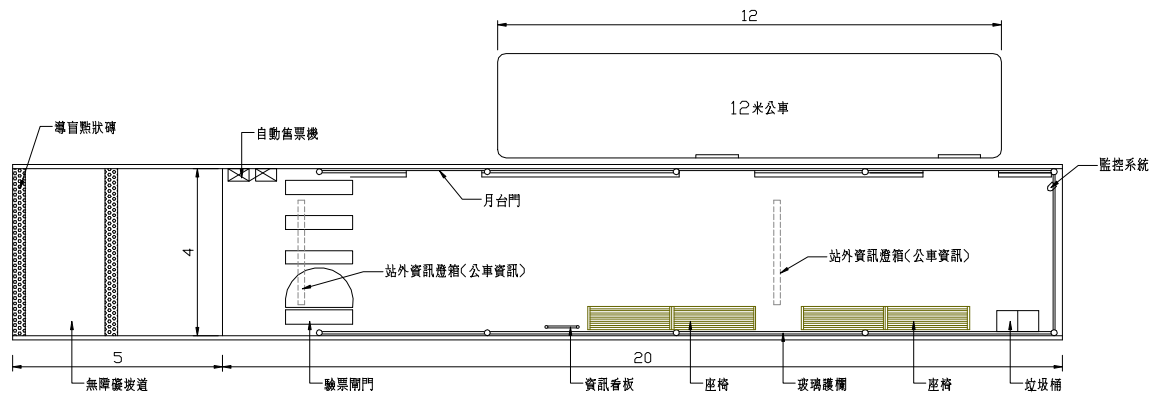 12
12米公車
導盲點狀磚
自動售票機
監控系統
月台門
4
站外資訊燈箱(公車資訊)
站外資訊燈箱(公車資訊)
5
20
無障礙坡道
驗票閘門
資訊看板
座椅
玻璃護欄
座椅
垃圾桶